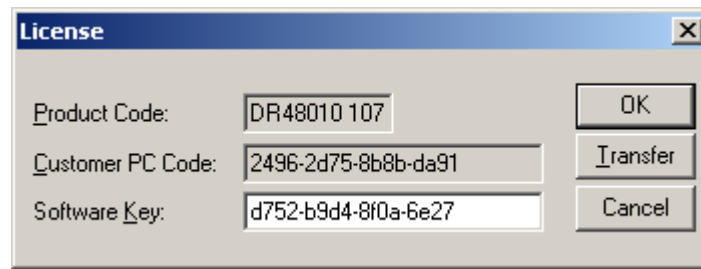 License
Product Code: DR48010 107 OK
Customer PC Code: 2496-2d75-8b8b-da91 Transfer
Software Key: d752-b9d4-8f0a-6e27 Cancel